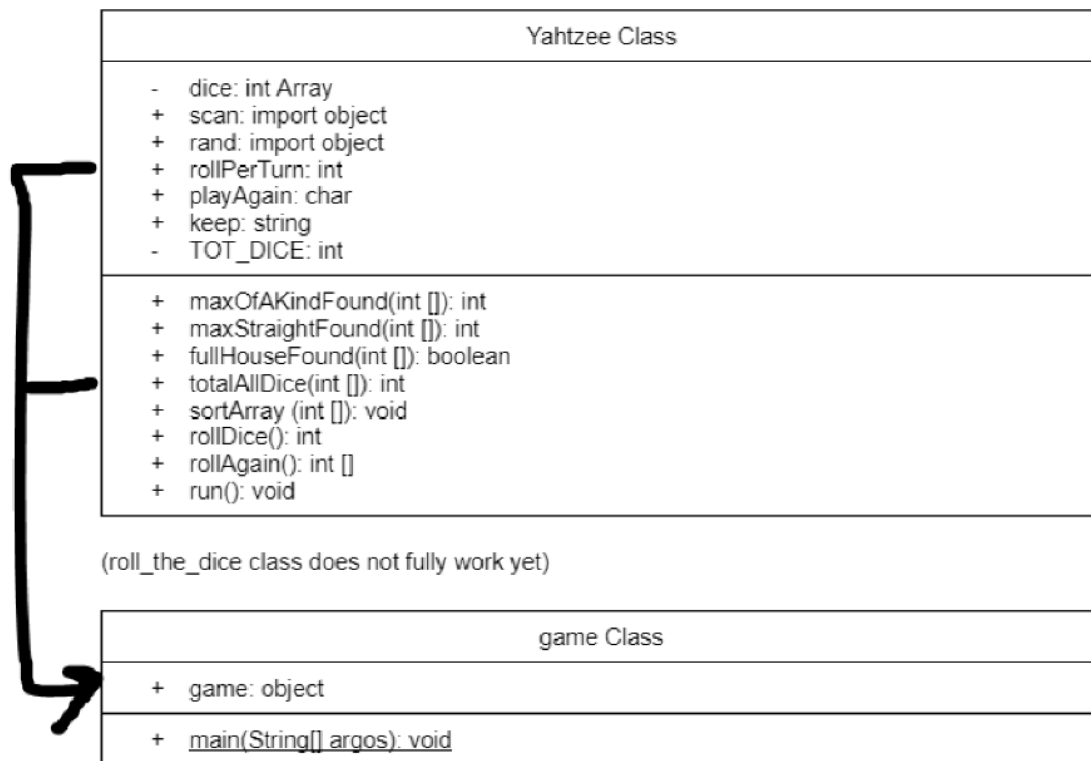 Yahtzee Class
- dice: int Array
+ scan: import object
+ rand: import object
+ rollPerTurn: int
+ playAgain: char
+ keep: string
- TOT_DICE: int
+ maxOfAKindFound(int []): int
+ maxStraightFound(int []): int
+ fullHouseFound(int []): boolean
+ totalAllDice(int []): int
+ sortArray (int []): void
+ rollDice(): int
+ rollAgain(): int []
+ run(): void
(roll_the_dice class does not fully work yet)
game Class
+ game: object
+ main(String[] argos): void